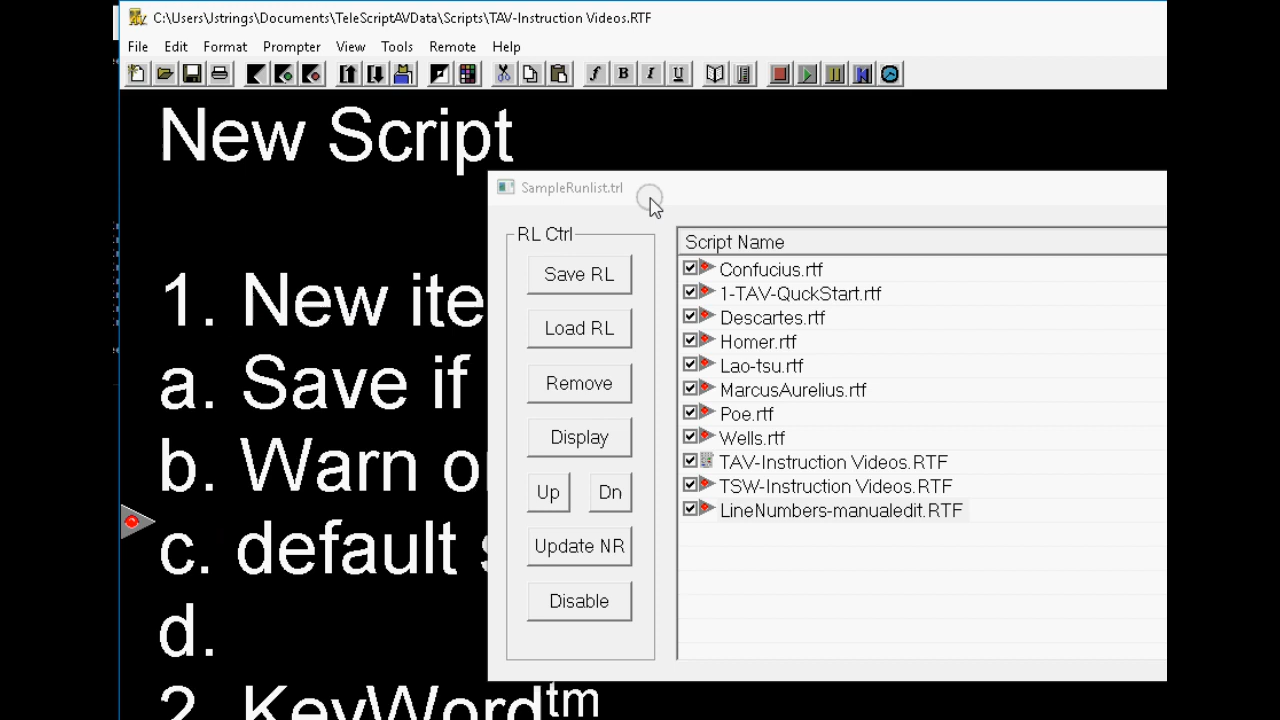 C:\Users\Jstrings\Documents\TeleScriptAVData\Scripts\TAV-Instruction Videos.RTF
File Edit Format Prompter View Tools Remote Help
f B I U
New Script
1. New ite
a. Save if
b. Warn o
c. default s
d.
2. KeyWord™
SampleRunlist.trl
RL Ctrl
Save RL
Load RL
Remove
Display
Up Dn
Update NR
Disable
Script Name
Confucius.rtf
1-TAV-QuckStart.rtf
Descartes.rtf
Homer.rtf
Lao-tsu.rtf
MarcusAurelius.rtf
Poe.rtf
Wells.rtf
TAV-Instruction Videos.RTF
TSW-Instruction Videos.RTF
LineNumbers-manualedit.RTF